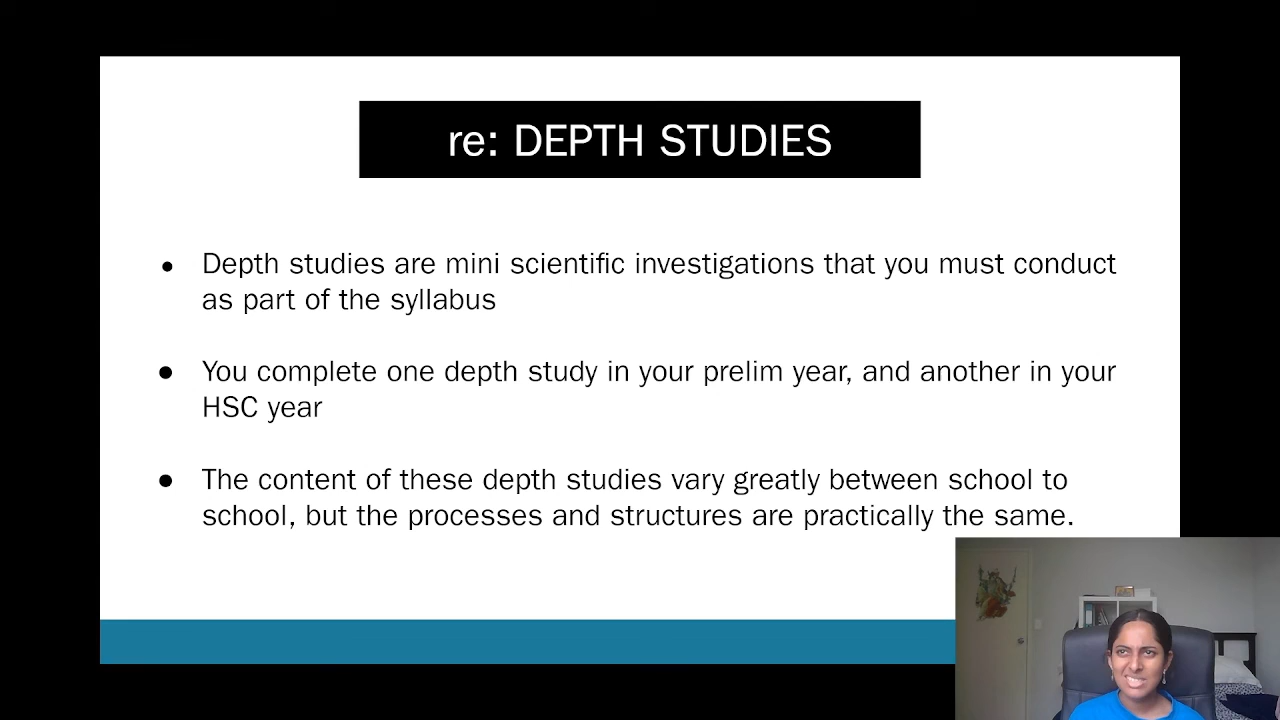 re: DEPTH STUDIES
● Depth studies are mini scientific investigations that you must conduct
as part of the syllabus
● You complete one depth study in your prelim year, and another in your
HSC year
● The content of these depth studies vary greatly between school to
school, but the processes and structures are practically the same.